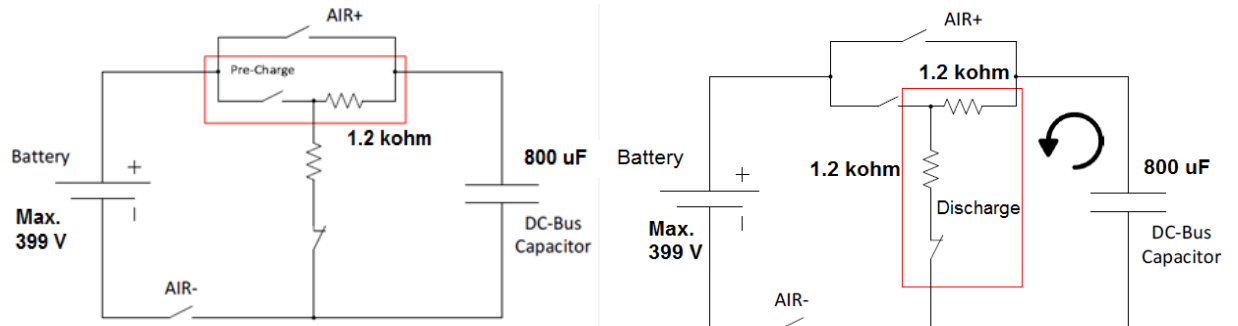 AIR+
Pre-Charge
1.2 kohm
Battery
+
800 uF
Max.
399 V
DC-Bus
Capacitor
AIR-
AIR+
1.2 kohm
Battery
+
1.2 kohm
800 uF
Discharge
Max.
399 V
DC-Bus
Capacitor
AIR-